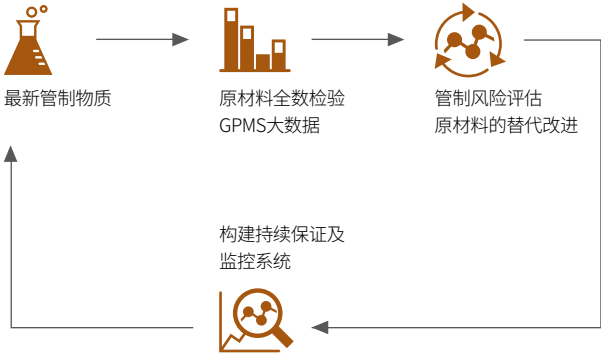 最新管制物质
原材料全数检验
GPMS大数据
管制风险评估
原材料的替代改进
构建持续保证及
监控系统